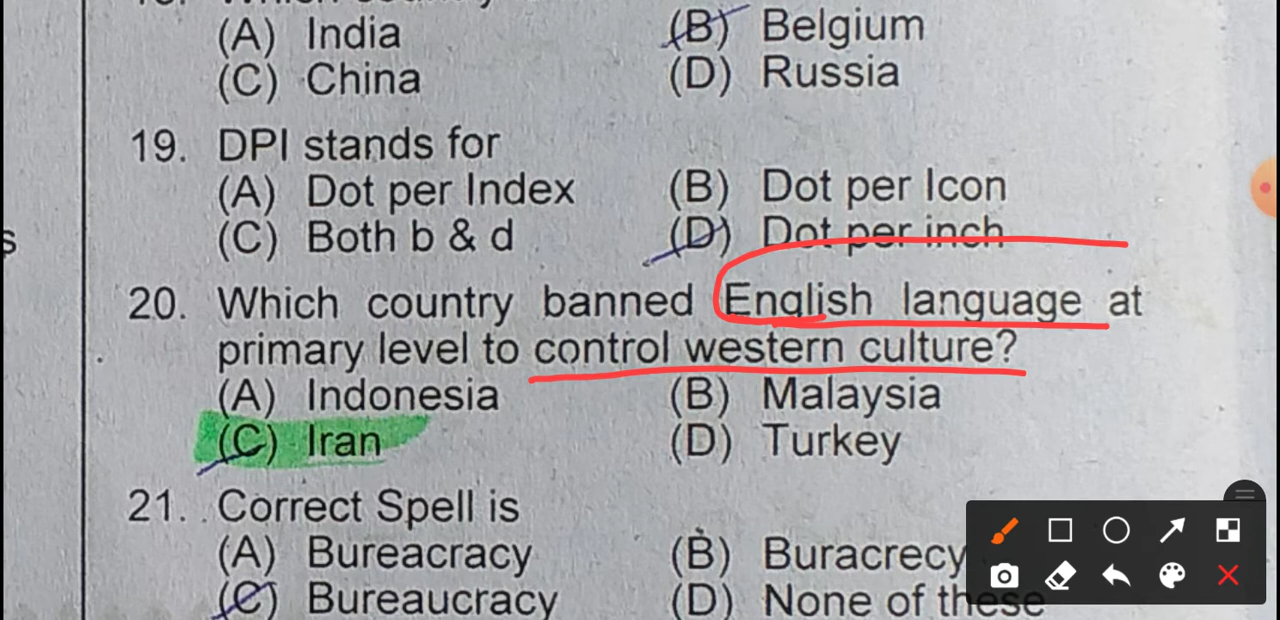 (A) India (B) Belgium
(C) China (D) Russia
19. DPI stands for
(A) Dot per Index (B) Dot per Icon
(C) Both b & d (D) Dot per inch
20. Which country banned English language at
primary level to control western culture?
(A) Indonesia (B) Malaysia
(C) Iran (D) Turkey
21. Correct Spell is
(A) Bureacracy (B) Buracrecy
(C) Bureaucracy (D) None of these
s